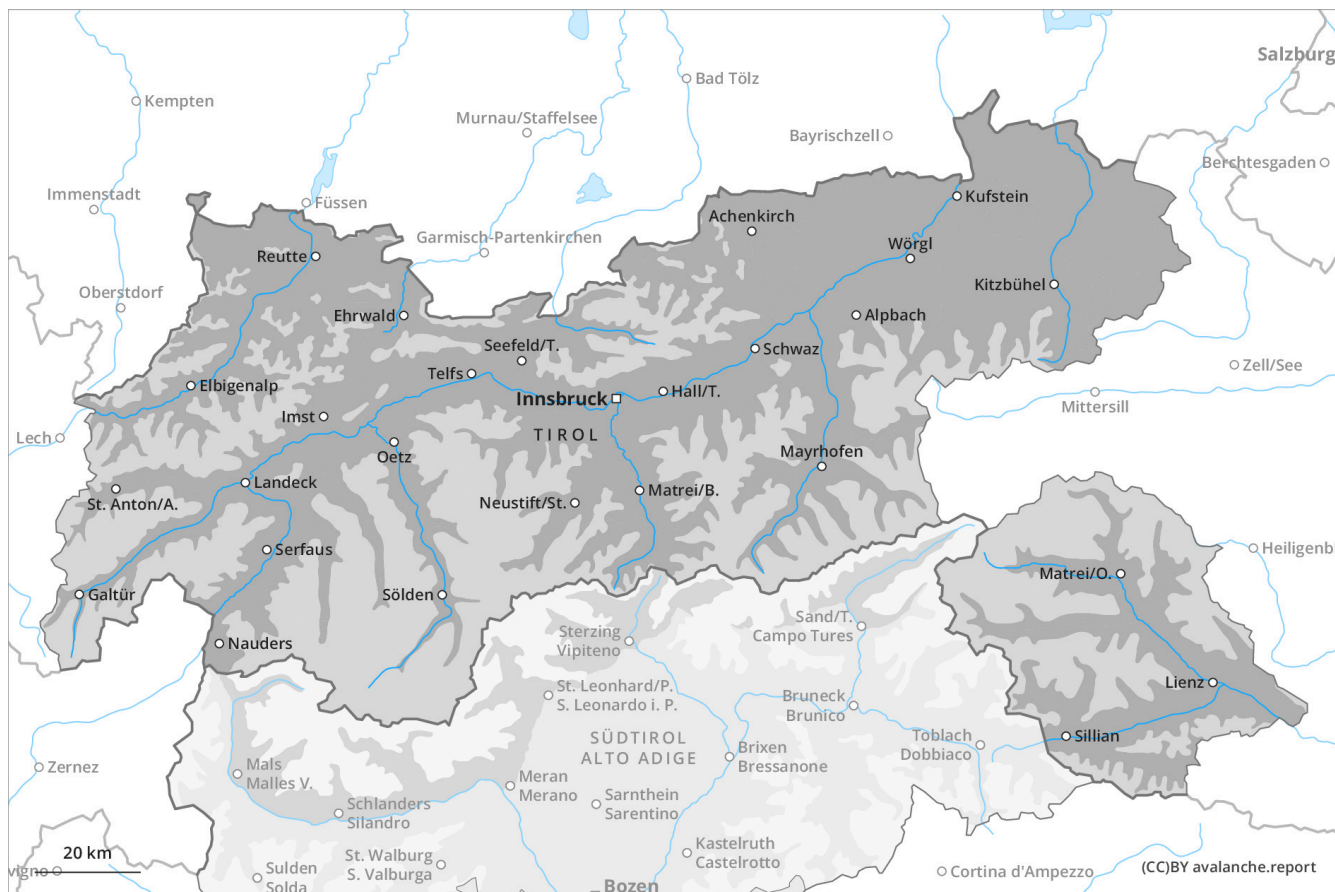 Salzburg
Bad Tölz
Kempten
Murnau/Staffelsee
Bayrischzell
Berchtesgaden
Immenstadt
Füssen
Kufstein
Achenkirch
Garmisch-Partenkirchen
Wörgl
Reutte
Kitzbühel
Oberstdorf
Ehrwald
Alpbach
Seefeld/T.
Schwaz
Zell/See
Telfs
Elbigenalp
Innsbruck
Hall/T.
Mittersill
Imst
TIROL
Lech
Oetz
Mayrhofen
Landeck
St. Anton/A.
Neustift/St.
Matrei/B.
Serfaus
Heiligenb
Matrei/O.
Galtür
Sölden
Sand/T.
Campo Tures
Sterzing
Vipiteno
Nauders
Lienz
St. Leonhard/P.
S. Leonardo i. P.
Bruneck
Brunico
SÜDTIROL
ALTO ADIGE
Toblach
Dobbiaco
Sillian
Brixen
Bressanone
Zernez
Mals
Malles V.
Meran
Merano
Schlanders
Silandro
Sarnthein
Sarentino
Kastelruth
Castelrotto
20 km
St. Walburg
S. Valburga
vigno
Sulden
Solda
Cortina d'Ampezzo
(CC)BY avalanche.report
Bozen